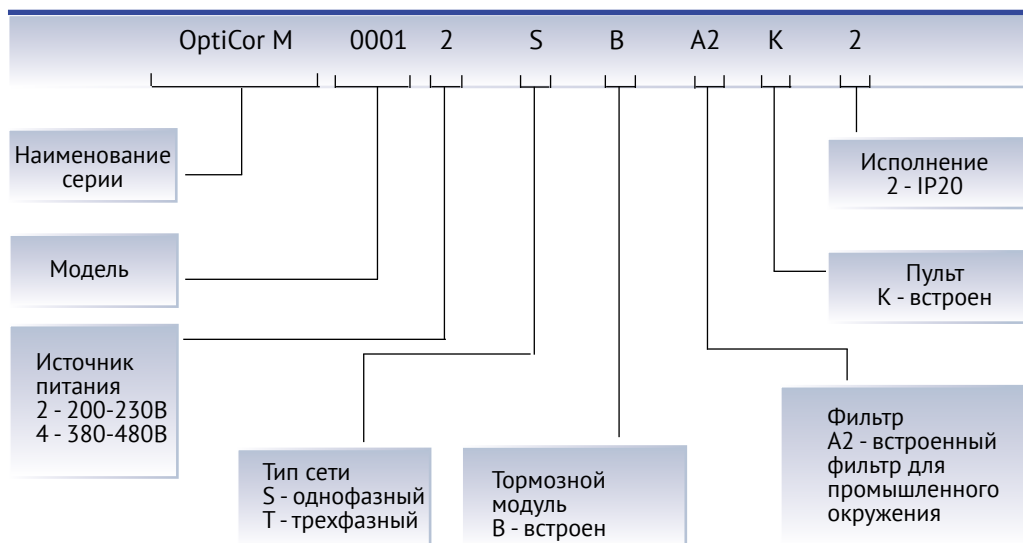 OptiCor M 0001 2 S B A2 K 2
Наименование
серии
Модель
Источник
питания
2 - 200-230В
4 - 380-480В
Тип сети
S - однофазный
T - трехфазный
Тормозной
модуль
B - встроен
Фильтр
А2 - встроенный
фильтр для
промышленного
окружения
Пульт
К - встроен
Исполнение
2 - IP20